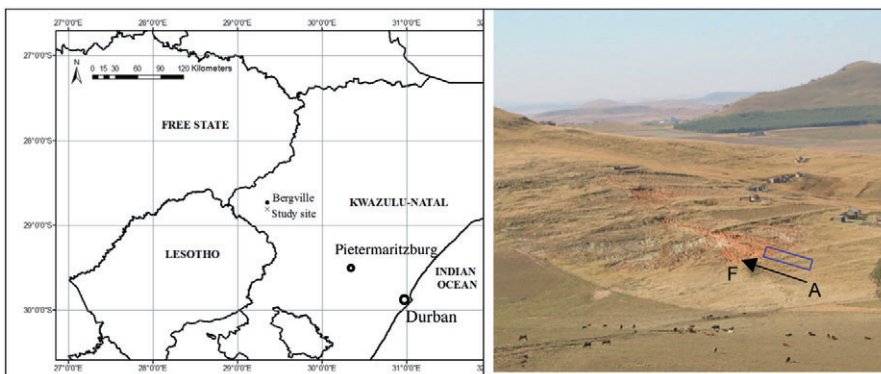 27°0'0"E 28°0'0"E 29°0'0"E 30°0'0"E 31°0'0"E 32
N
0 15 30 60 90 120 Kilometers
27°0'0"S
28°0'0"S
29°0'0"S
30°0'0"S
FREE STATE
Bergville
Study site
KWAZULU-NATAL
LESOTHO
Pietermaritzburg
INDIAN
OCEAN
Durban
27°0'0"E 28°0'0"E 29°0'0"E 30°0'0"E 31°0'0"E 32
F
A